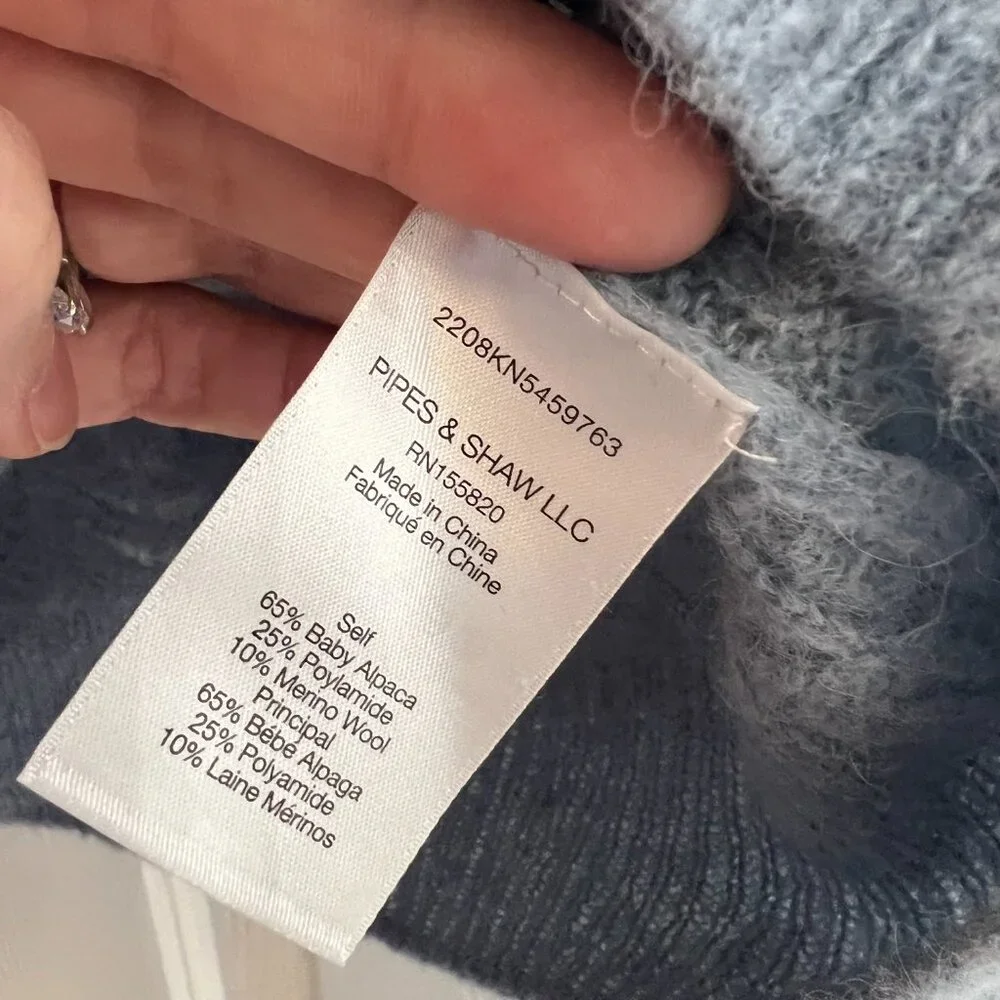 2208KN5459763
PIPES & SHAW LLC
RN155820
Made in China
Fabriqué en Chine
Self
65% Baby Alpaca
25% Poylamide
10% Merino Wool
Principal
65% Bébé Alpaga
25% Polyamide
10% Laine Mérinos